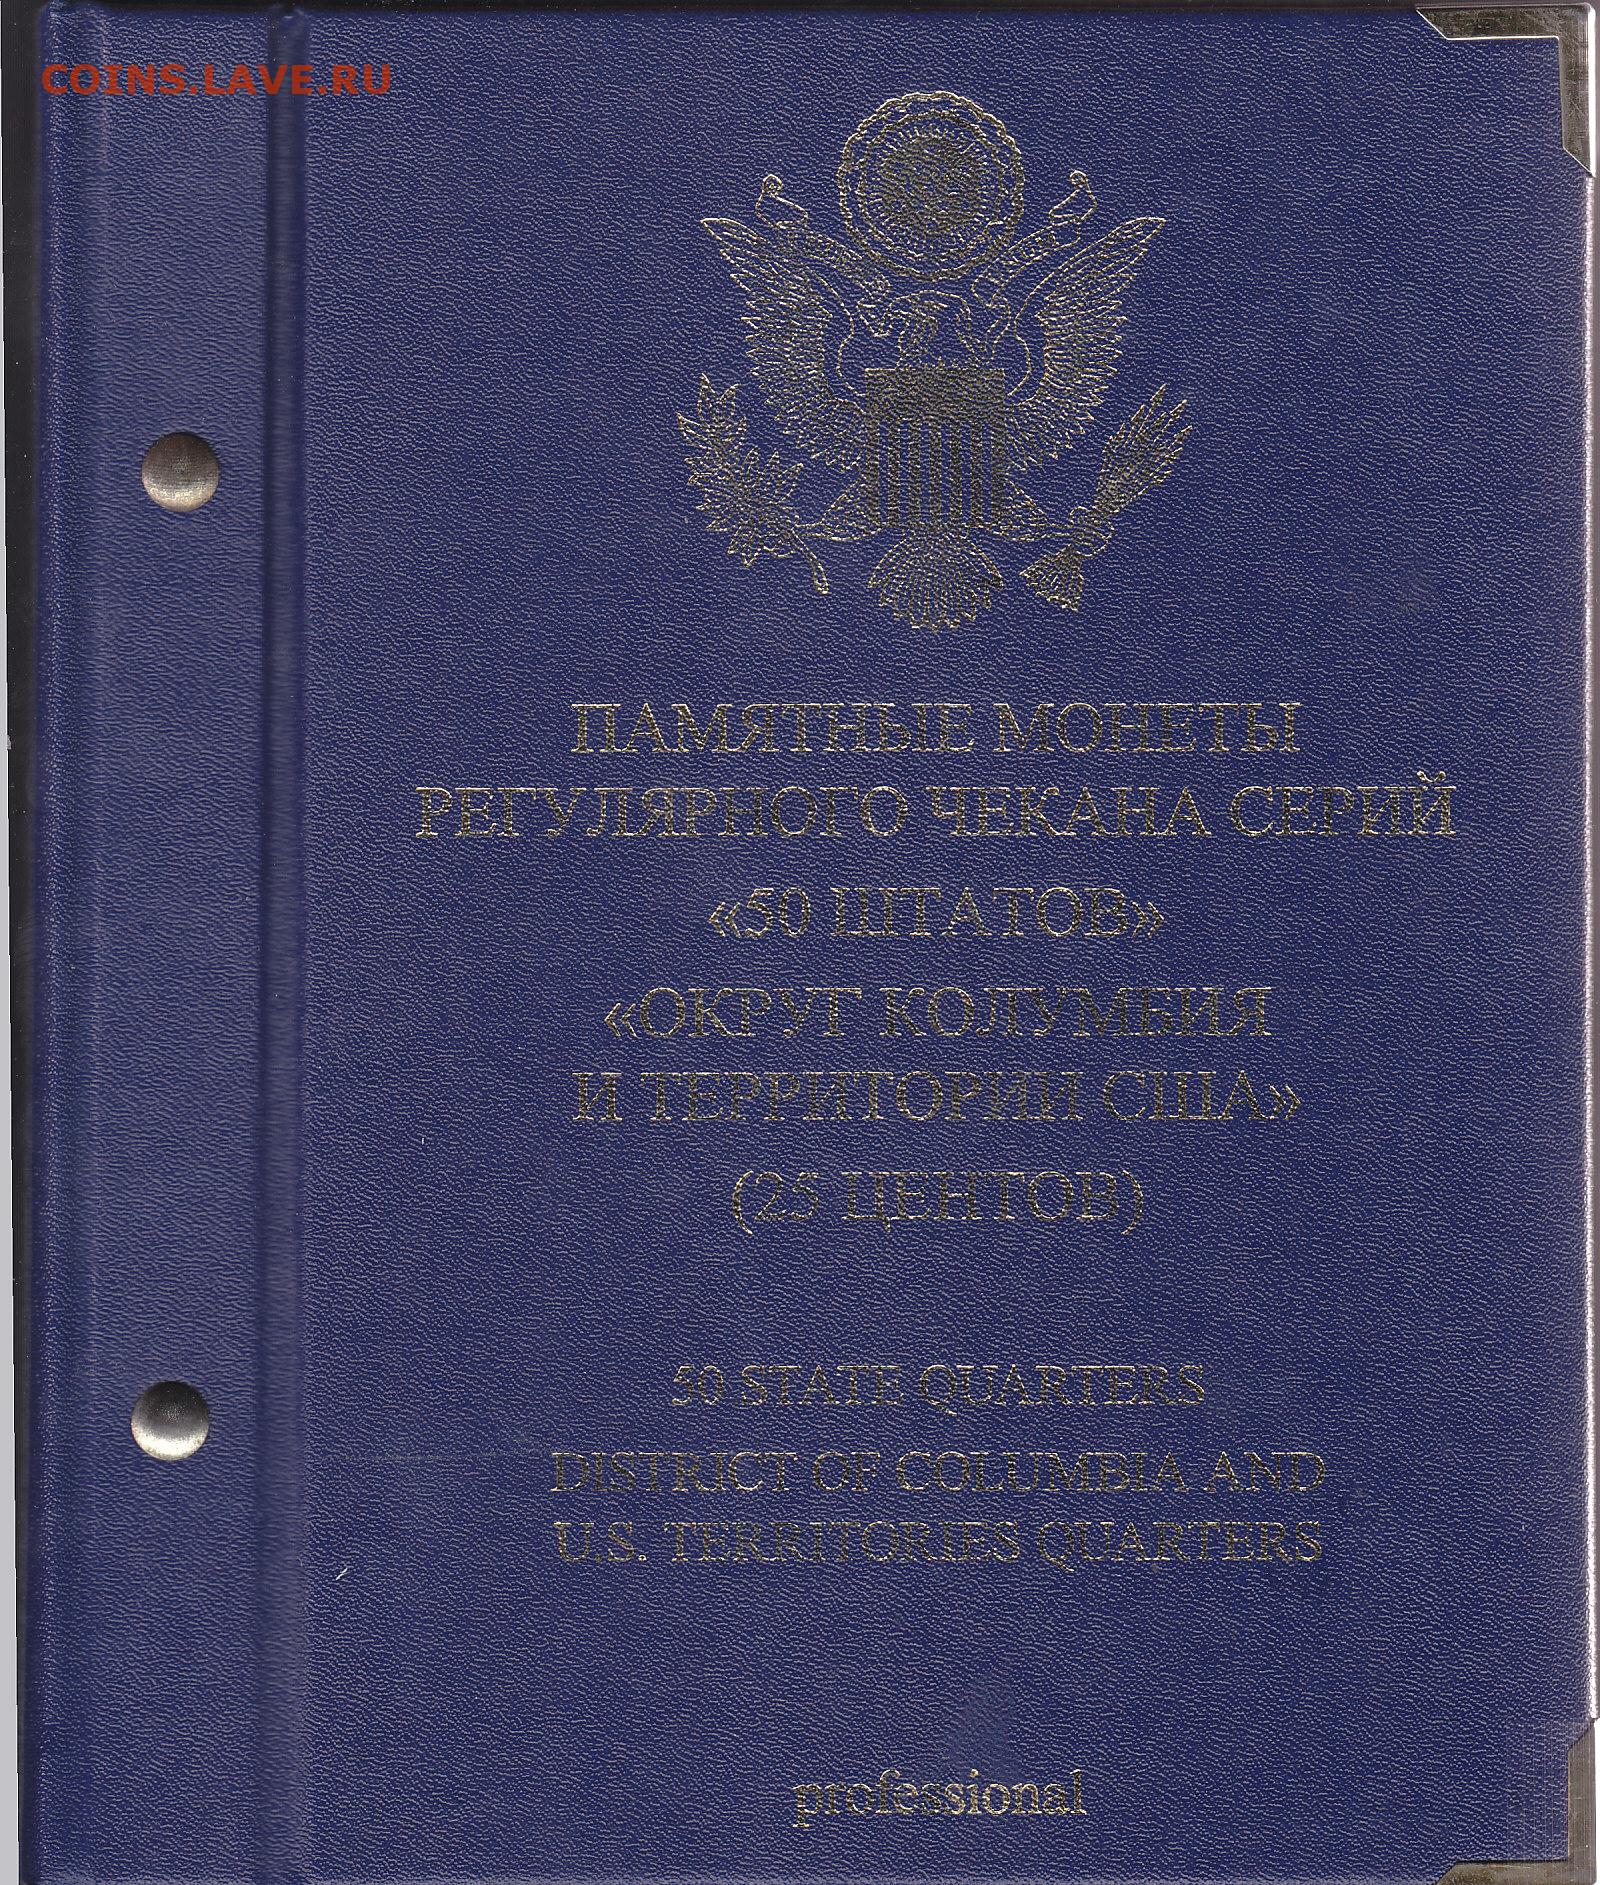 COINS.LAVE.RU
ПАМЯТНЫЕ МОНЕТЫ
РЕГУЛЯРНОГО ЧЕКАНА СЕРИЙ
«50 ШТАТОВ»
«ОКРУГ КОЛУМБИЯ
И ТЕРРИТОРИИ США»
(25 ЦЕНТОВ)
50 STATE QUARTERS
DISTRICT OF COLUMBIA AND
U.S. TERRITORIES QUARTERS
professional